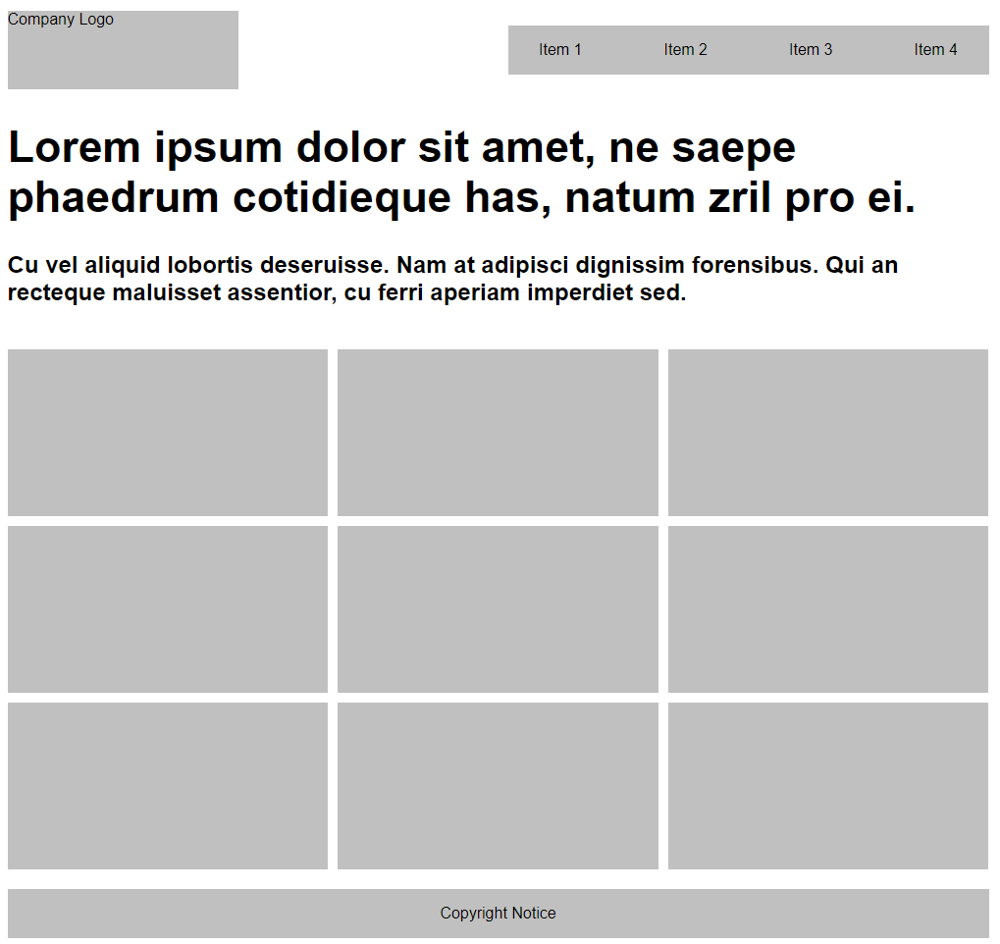 Company Logo
Item 1 Item 2 Item 3 Item 4
Lorem ipsum dolor sit amet, ne saepe
phaedrum cotidieque has, natum zril pro ei.
Cu vel aliquid lobortis deseruisse. Nam at adipisci dignissim forensibus. Qui an
recteque maluisset assentior, cu ferri aperiam imperdiet sed.
Copyright Notice